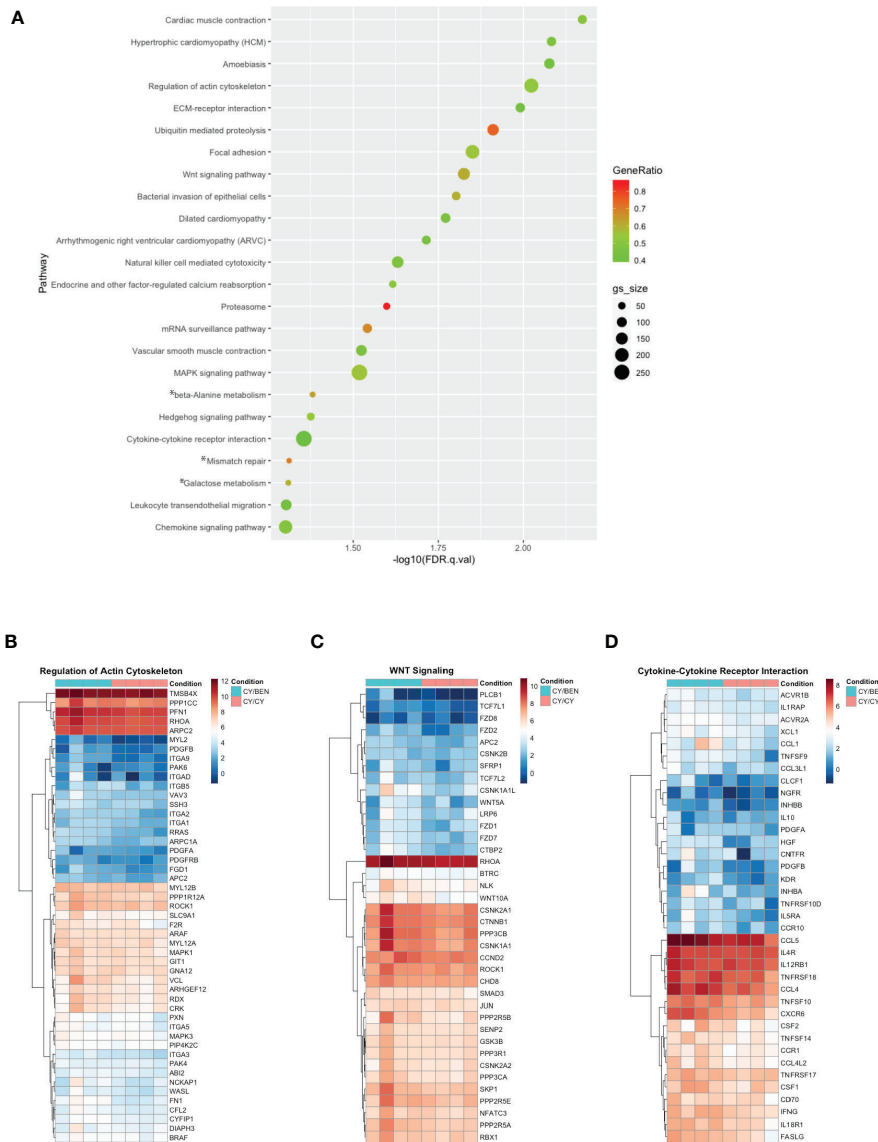 A
Cardiac muscle contraction
Hypertrophic cardiomyopathy (HCM)
Amoebiasis
Regulation of actin cytoskeleton
ECM-receptor interaction
Ubiquitin mediated proteolysis
Focal adhesion
Wnt signaling pathway
Bacterial invasion of epithelial cells
Dilated cardiomyopathy
Arrhythmogenic right ventricular cardiomyopathy (ARVC)
Natural killer cell mediated cytotoxicity
Endocrine and other factor-regulated calcium reabsorption
Proteasome
mRNA surveillance pathway
Vascular smooth muscle contraction
MAPK signaling pathway
*beta-Alanine metabolism
Hedgehog signaling pathway
Cytokine-cytokine receptor interaction
*Mismatch repair
*Galactose metabolism
Leukocyte transendothelial migration
Chemokine signaling pathway
Pathway
1.50 1.75 2.00
-log10(FDR.q.val)
GeneRatio
0.8
0.7
0.6
0.5
0.4
gs_size
50
100
150
200
250
B
Regulation of Actin Cytoskeleton
TMSB4X
PPP1CC
PFN1
RHOA
ARPC2
MYL2
PDGFB
ITGA9
PAK6
ITGAD
ITGB5
VAV3
SSH3
ITGA2
ITGA1
RRAS
ARPC1A
PDGFA
PDGFRB
FGD1
APC2
MYL12B
PPP1R12A
ROCK1
SLC9A1
F2R
ARAF
MYL12A
MAPK1
GIT1
GNA12
VCL
ARHGEF12
RDX
CRK
PXN
ITGA5
MAPK3
PIP4K2C
ITGA3
PAK4
ABI2
NCKAP1
WASL
FN1
CFL2
CYFIP1
DIAPH3
BRAF
12
10
8
6
4
2
0
Condition
CY/BEN
CY/CY
C
WNT Signaling
PLCB1
TCF7L1
FZD8
FZD2
APC2
CSNK2B
SFRP1
TCF7L2
CSNK1A1L
WNT5A
LRP6
FZD1
FZD7
CTBP2
RHOA
BTRC
NLK
WNT10A
CSNK2A1
CTNNB1
PPP3CB
CSNK1A1
CCND2
ROCK1
CHD8
SMAD3
JUN
PPP2R5B
SENP2
GSK3B
PPP3R1
CSNK2A2
PPP3CA
SKP1
PPP2R5E
NFATC3
PPP2R5A
RBX1
10
8
6
4
2
0
Condition
CY/BEN
CY/CY
D
Cytokine-Cytokine Receptor Interaction
ACVR1B
IL1RAP
ACVR2A
XCL1
CCL1
TNFSF9
CCL3L1
CLCF1
NGFR
INHBB
IL10
PDGFA
HGF
CNTFR
PDGFB
KDR
INHBA
TNFRSF10D
IL5RA
CCR10
CCL5
IL4R
IL12RB1
TNFRSF18
CCL4
TNFSF10
CXCR6
CSF2
TNFSF14
CCR1
CCL4L2
TNFRSF17
CSF1
CD70
IFNG
IL18R1
FASLG
8
6
4
2
0
Condition
CY/BEN
CY/CY